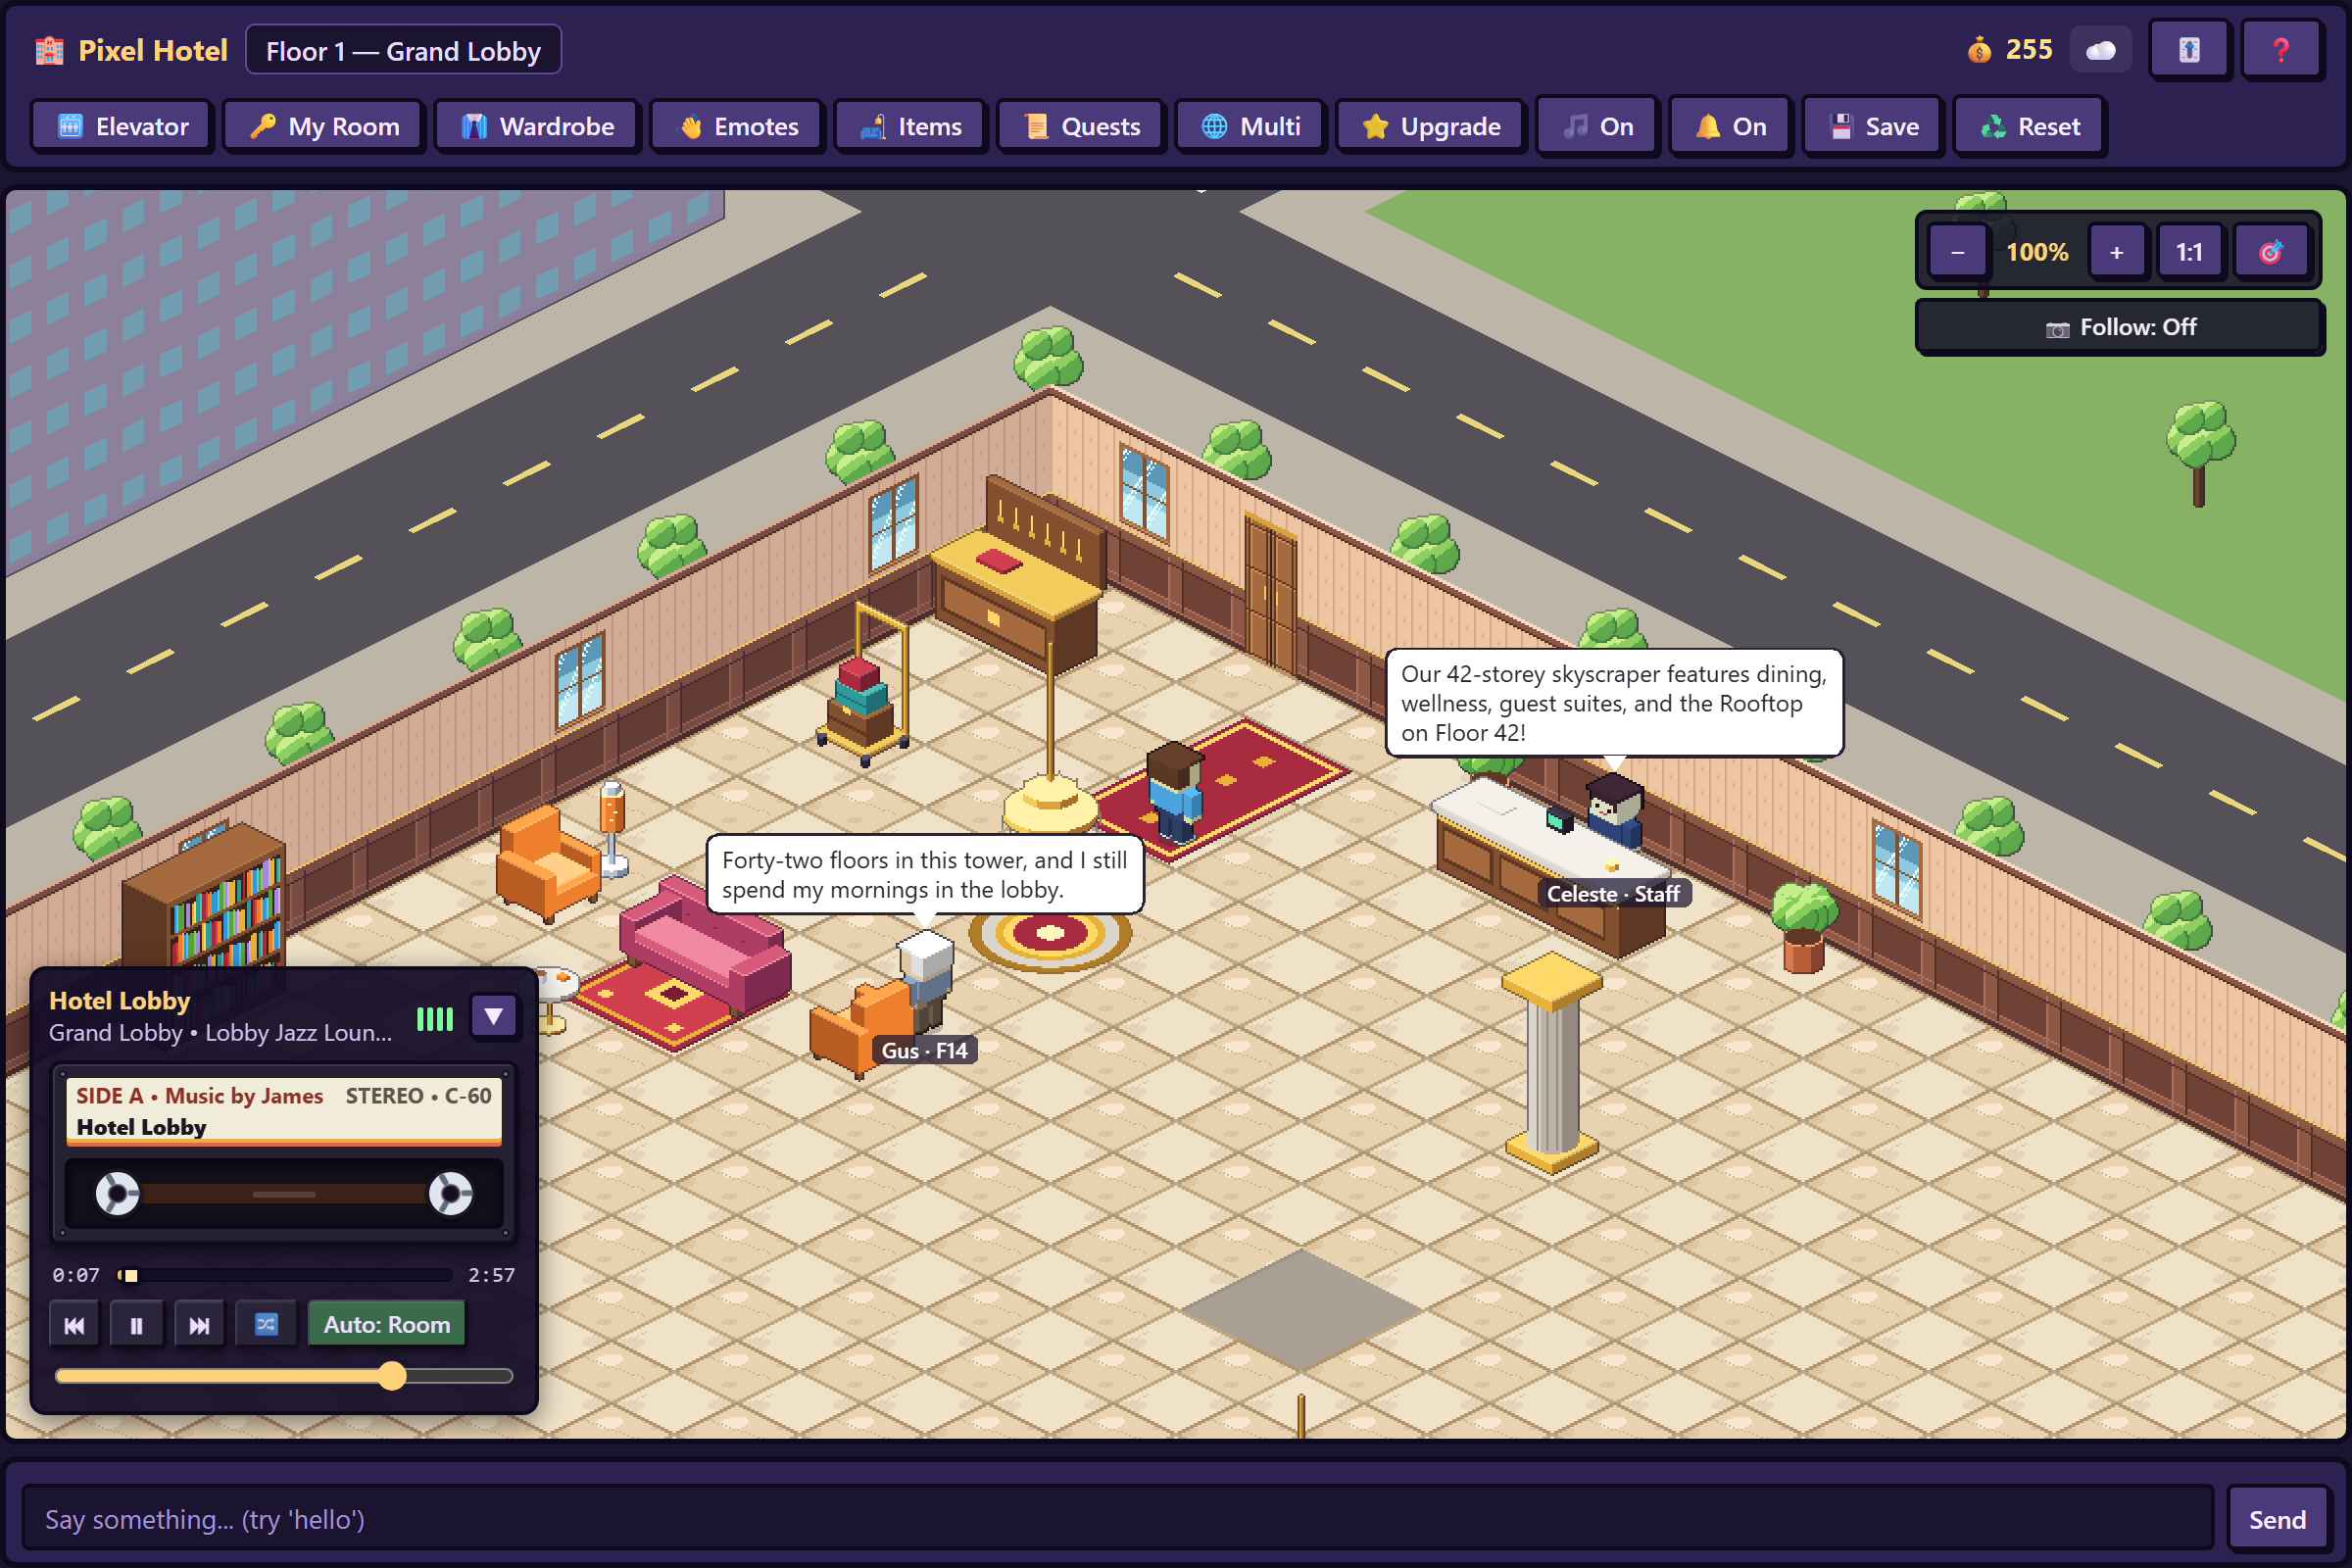 Pixel Hotel
Floor 1 — Grand Lobby
255
Elevator
My Room
Wardrobe
Emotes
Items
Quests
Multi
Upgrade
On
On
Save
Reset
−
100%
+
1:1
Follow: Off
Our 42-storey skyscraper features dining,
wellness, guest suites, and the Rooftop
on Floor 42!
Forty-two floors in this tower, and I still
spend my mornings in the lobby.
Celeste · Staff
Gus · F14
Hotel Lobby
Grand Lobby • Lobby Jazz Loun...
SIDE A • Music by James STEREO • C-60
Hotel Lobby
0:07 2:57
Auto: Room
Say something... (try 'hello')
Send